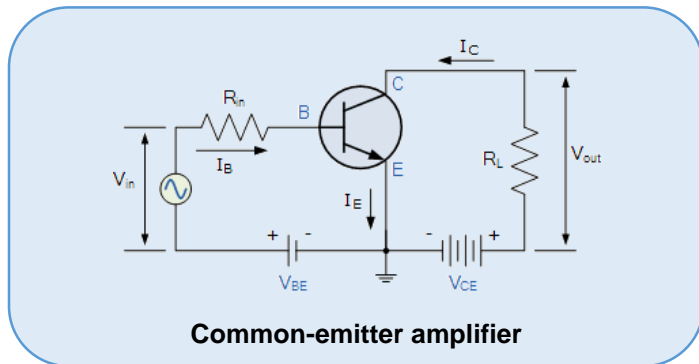 I_C
C
R_in
B
V_in
I_B
E
R_L
V_out
I_E
+ -
- +
V_BE
V_CE
Common-emitter amplifier